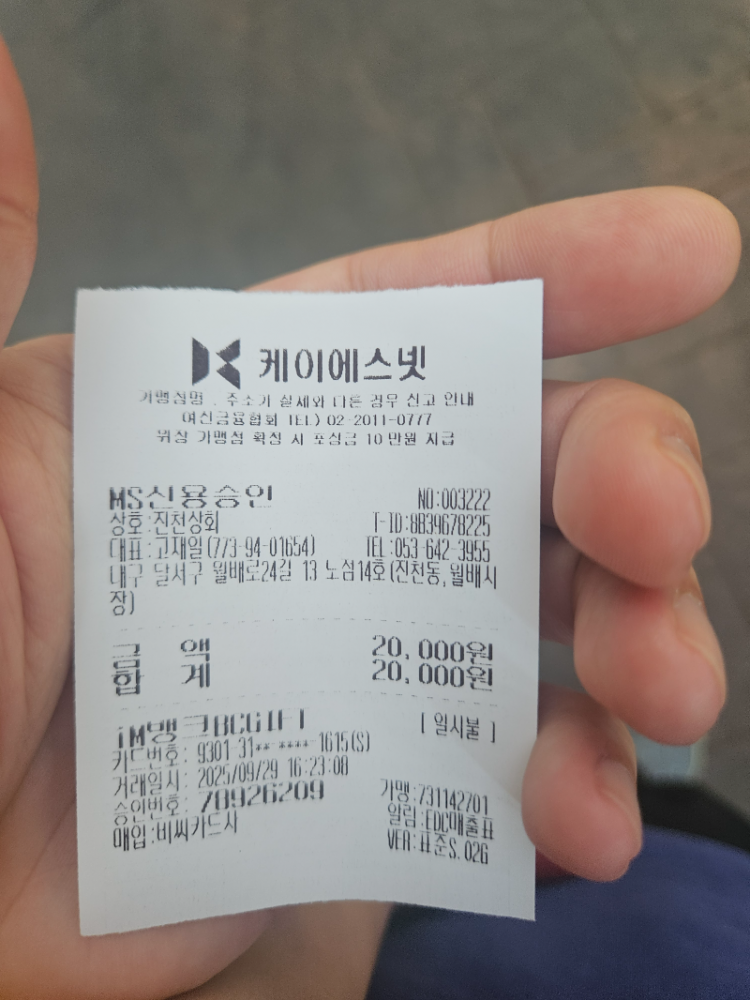 케이에스넷
가맹점명, 주소가 실제와 다른 경우 신고 안내
여신금융협회 TEL) 02-2011-0777
위장 가맹점 확정 시 포상금 10 만원 지급
MS신용승인 NO:003222
상호:진천상회 T-ID:8B39678225
대표:고재일(773-94-01654) TEL:053-642-3955
대구 달서구 월배로24길 13 노점14호(진천동,월배시
장)
금 액 20,000원
합 계 20,000원
iM뱅크BCGIFT [ 일시불 ]
카드번호: 9301-31**-****-1615(S)
거래일시: 2025/09/29 16:23:08
승인번호: 78926209 가맹:731142701
매입:비씨카드사 알림:EDC매출표
VER:표준S.02G